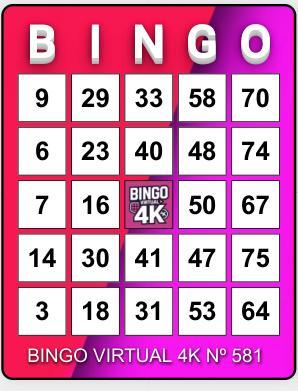 B I N G O
9 29 33 58 70
6 23 40 48 74
7 16 BINGO VIRTUAL 4K 50 67
14 30 41 47 75
3 18 31 53 64
BINGO VIRTUAL 4K Nº 581